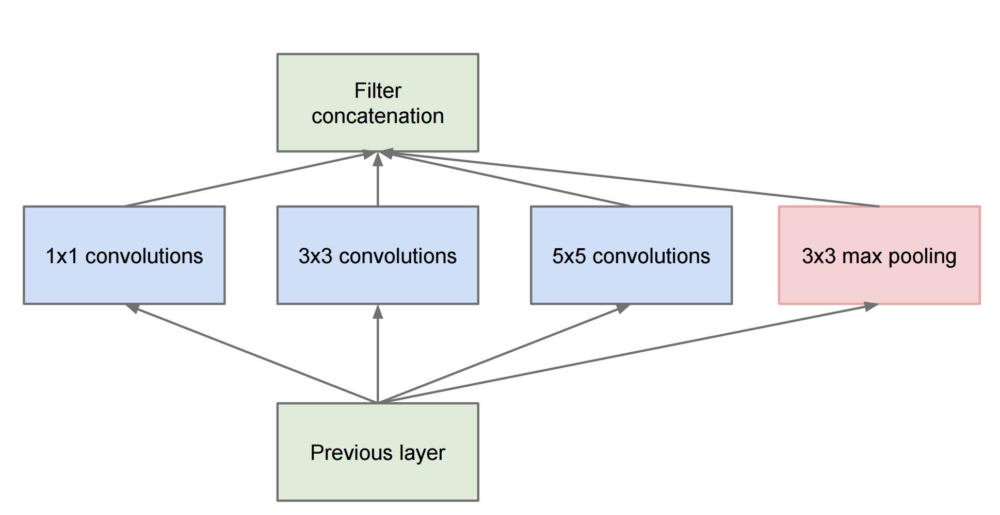 Filter
concatenation
1x1 convolutions
3x3 convolutions
5x5 convolutions
3x3 max pooling
Previous layer